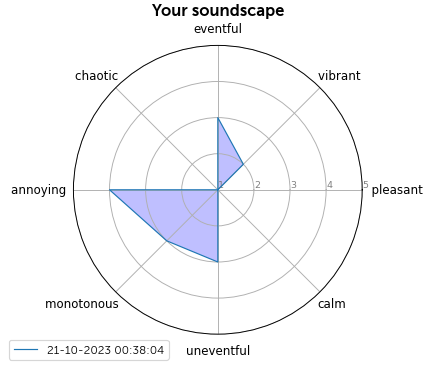 Your soundscape
eventful
chaotic
vibrant
annoying
1
2
3
4
5
pleasant
monotonous
calm
21-10-2023 00:38:04
uneventful